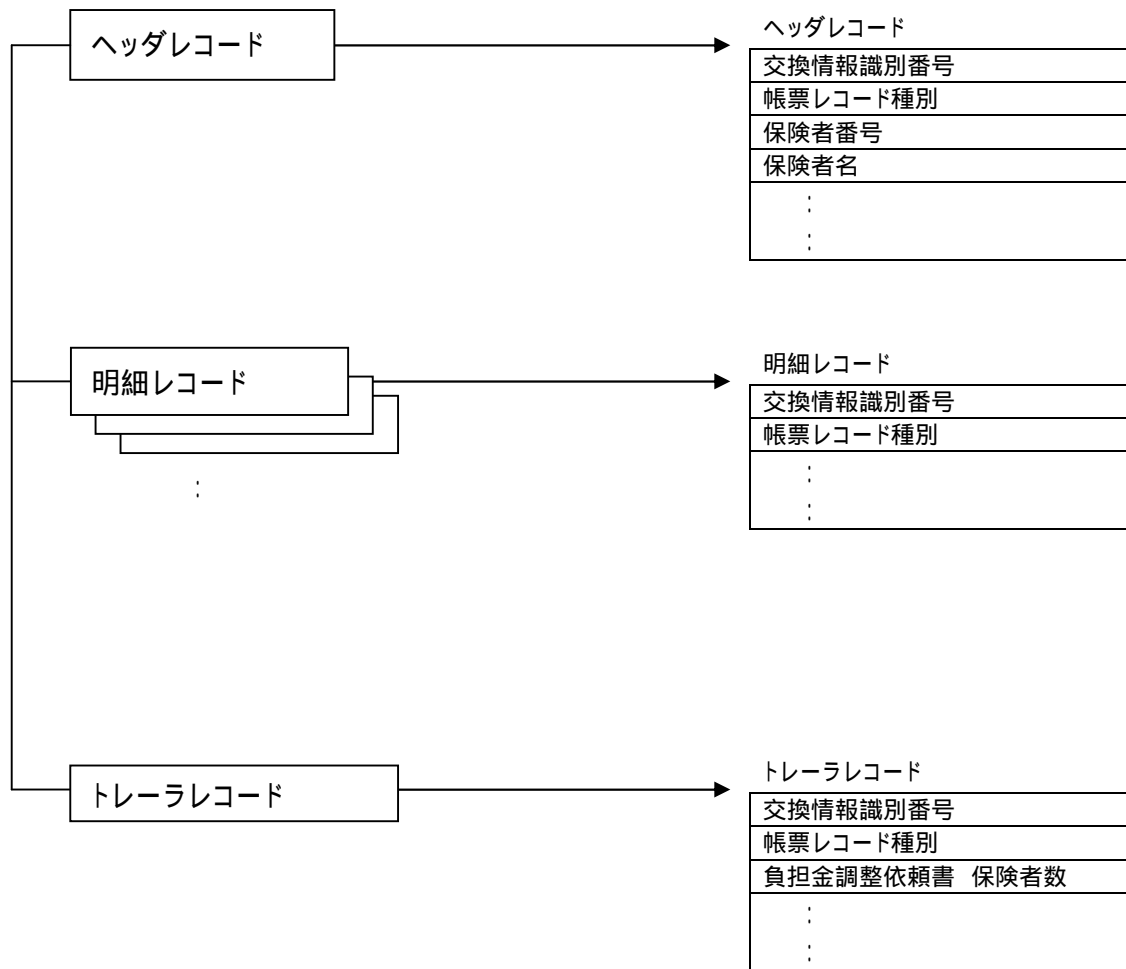 ヘッダレコード
ヘッダレコード
交換情報識別番号
帳票レコード種別
保険者番号
保険者名
:
:
明細レコード
:
明細レコード
交換情報識別番号
帳票レコード種別
:
:
トレーラレコード
トレーラレコード
交換情報識別番号
帳票レコード種別
負担金調整依頼書 保険者数
:
: